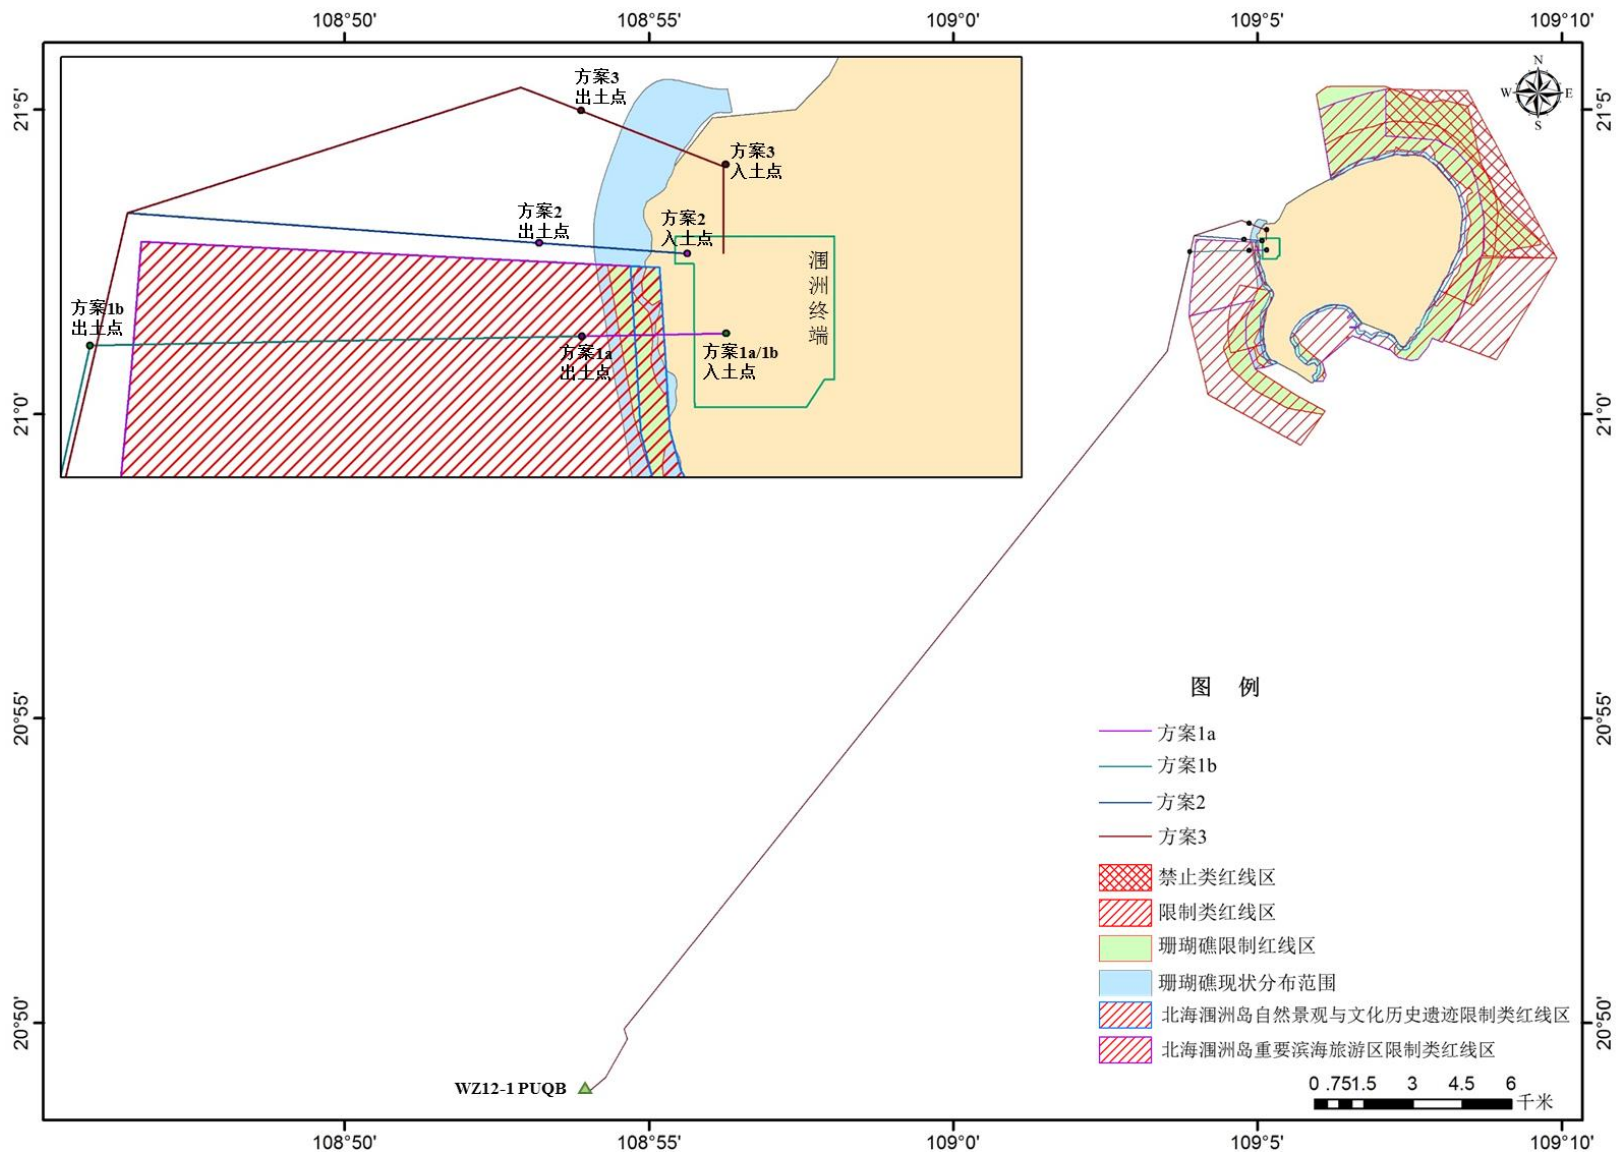 108°50'
108°55'
109°0'
109°5'
109°10'
21°5'
21°0'
20°55'
20°50'
方案3
出土点
方案3
入土点
方案2
出土点
方案2
入土点
涠洲终端
方案1b
出土点
方案1a
出土点
方案1a/1b
入土点
N
W
E
S
21°5'
21°0'
20°55'
20°50'
图 例
方案1a
方案1b
方案2
方案3
禁止类红线区
限制类红线区
珊瑚礁限制红线区
珊瑚礁现状分布范围
北海涠洲岛自然景观与文化历史遗迹限制类红线区
北海涠洲岛重要滨海旅游区限制类红线区
0 .751.5 3 4.5 6
千米
WZ12-1 PUQB
108°50'
108°55'
109°0'
109°5'
109°10'